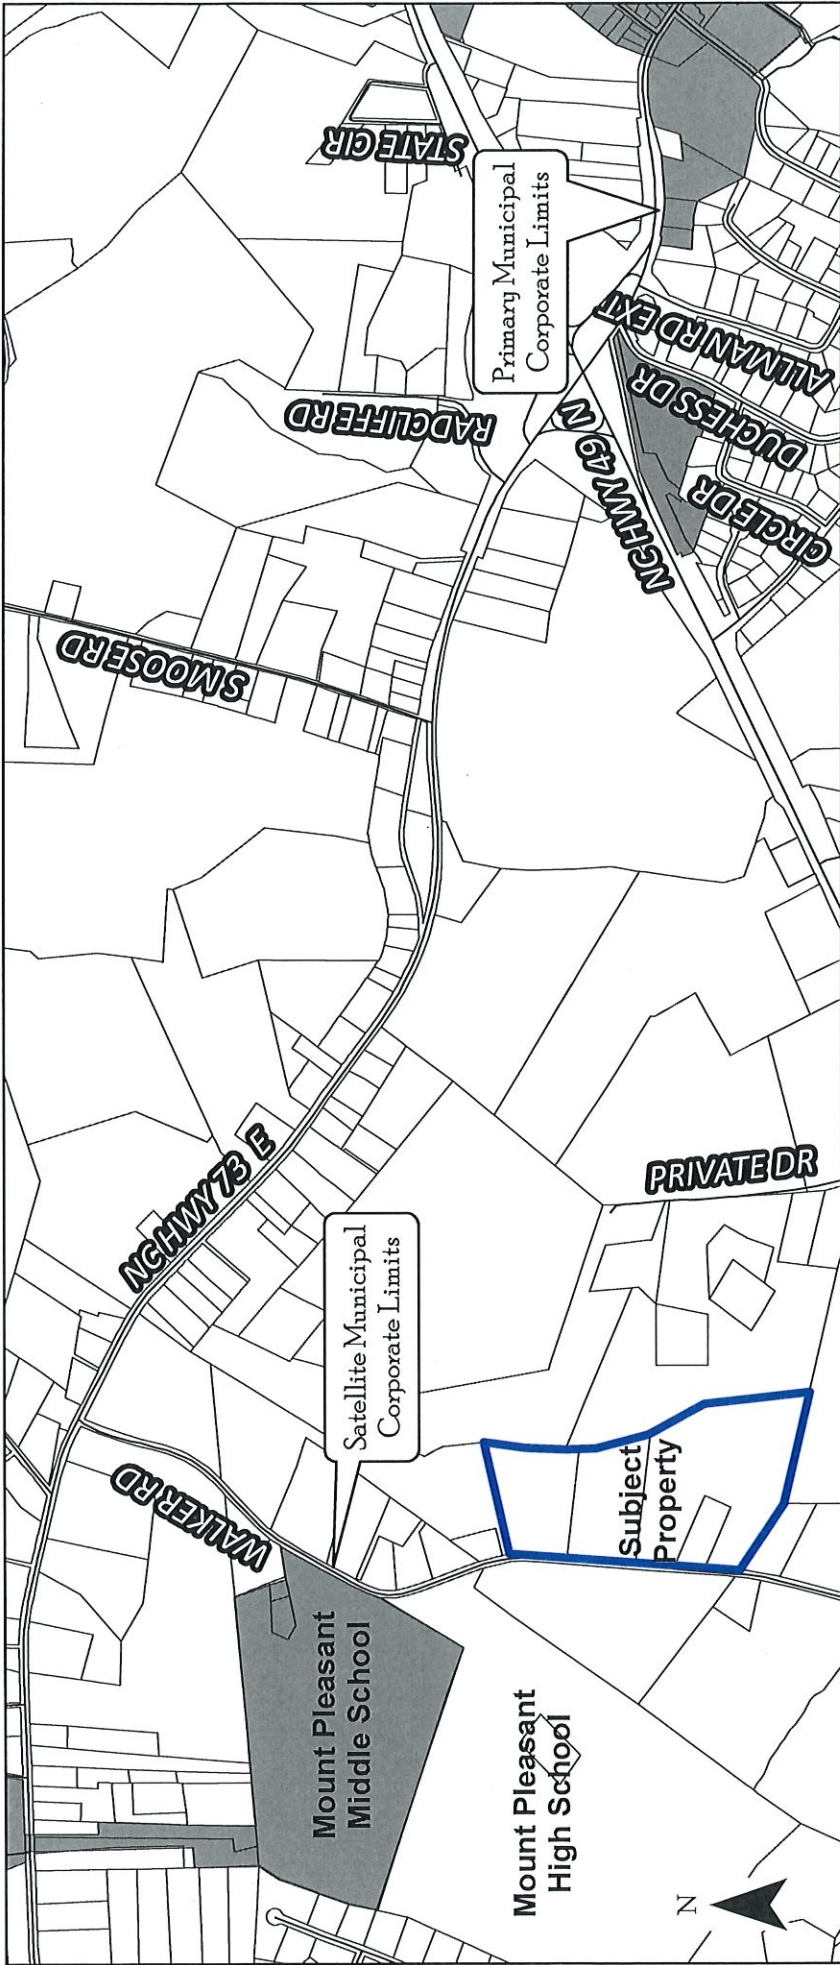 NC HWY 73 E
WALKER RD
S MOOSE RD
RADCLIFFE RD
STATE CIR
Satellite Municipal
Corporate Limits
Primary Municipal
Corporate Limits
Mount Pleasant
Middle School
Mount Pleasant
High School
Subject
Property
PRIVATE DR
NC HWY 49 N
CIRCLE DR
DUCHESS DR
ALLMAN RD EXT
N